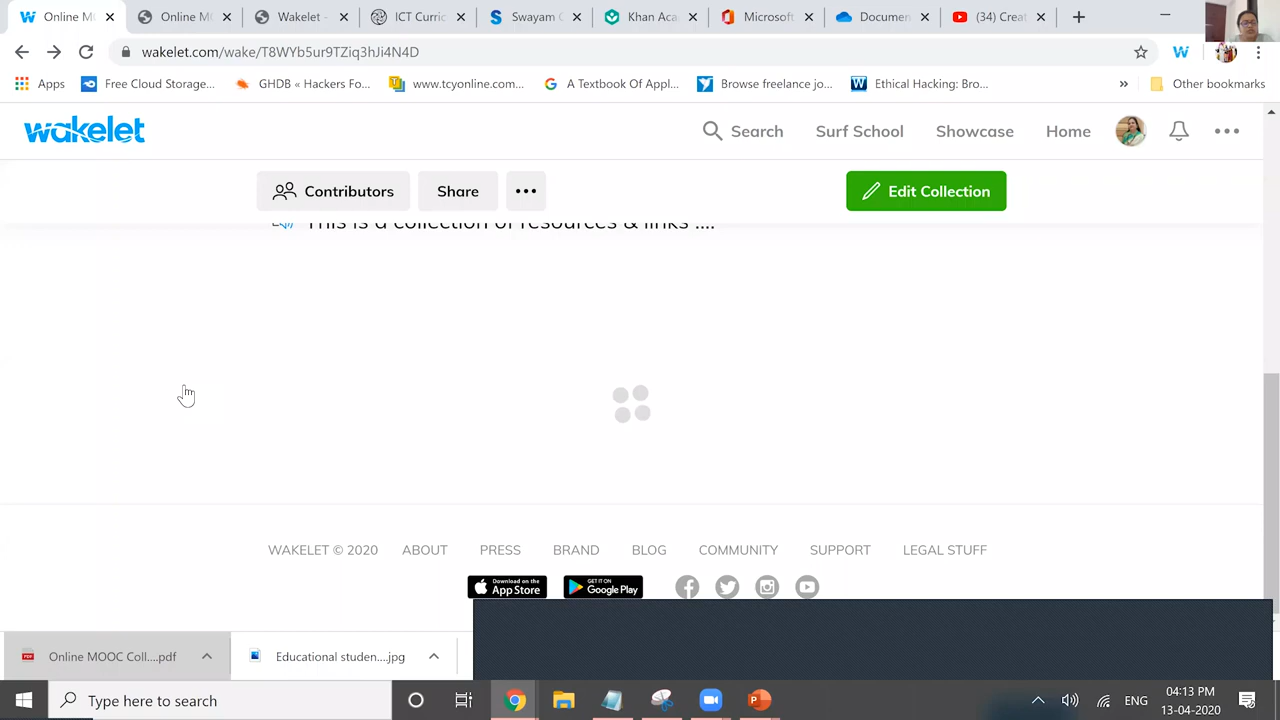 Online M(
Online M(
Wakelet -
ICT Curric
Swayam C
Khan Aca
Microsoft
Documen
(34) Creat
wakelet.com/wake/T8WYb5ur9TZiq3hJi4N4D
Apps
Free Cloud Storage...
GHDB « Hackers Fo...
www.tcyonline.com...
A Textbook Of Appl...
Browse freelance jo...
Ethical Hacking: Bro...
»
Other bookmarks
wakelet
Search
Surf School
Showcase
Home
Contributors
Share
Edit Collection
This is a collection of resources & links ....
WAKELET © 2020
ABOUT
PRESS
BRAND
BLOG
COMMUNITY
SUPPORT
LEGAL STUFF
Download on the
App Store
GET IT ON
Google Play
Online MOOC Coll....pdf
Educational studen....jpg
Type here to search
ENG
04:13 PM
13-04-2020